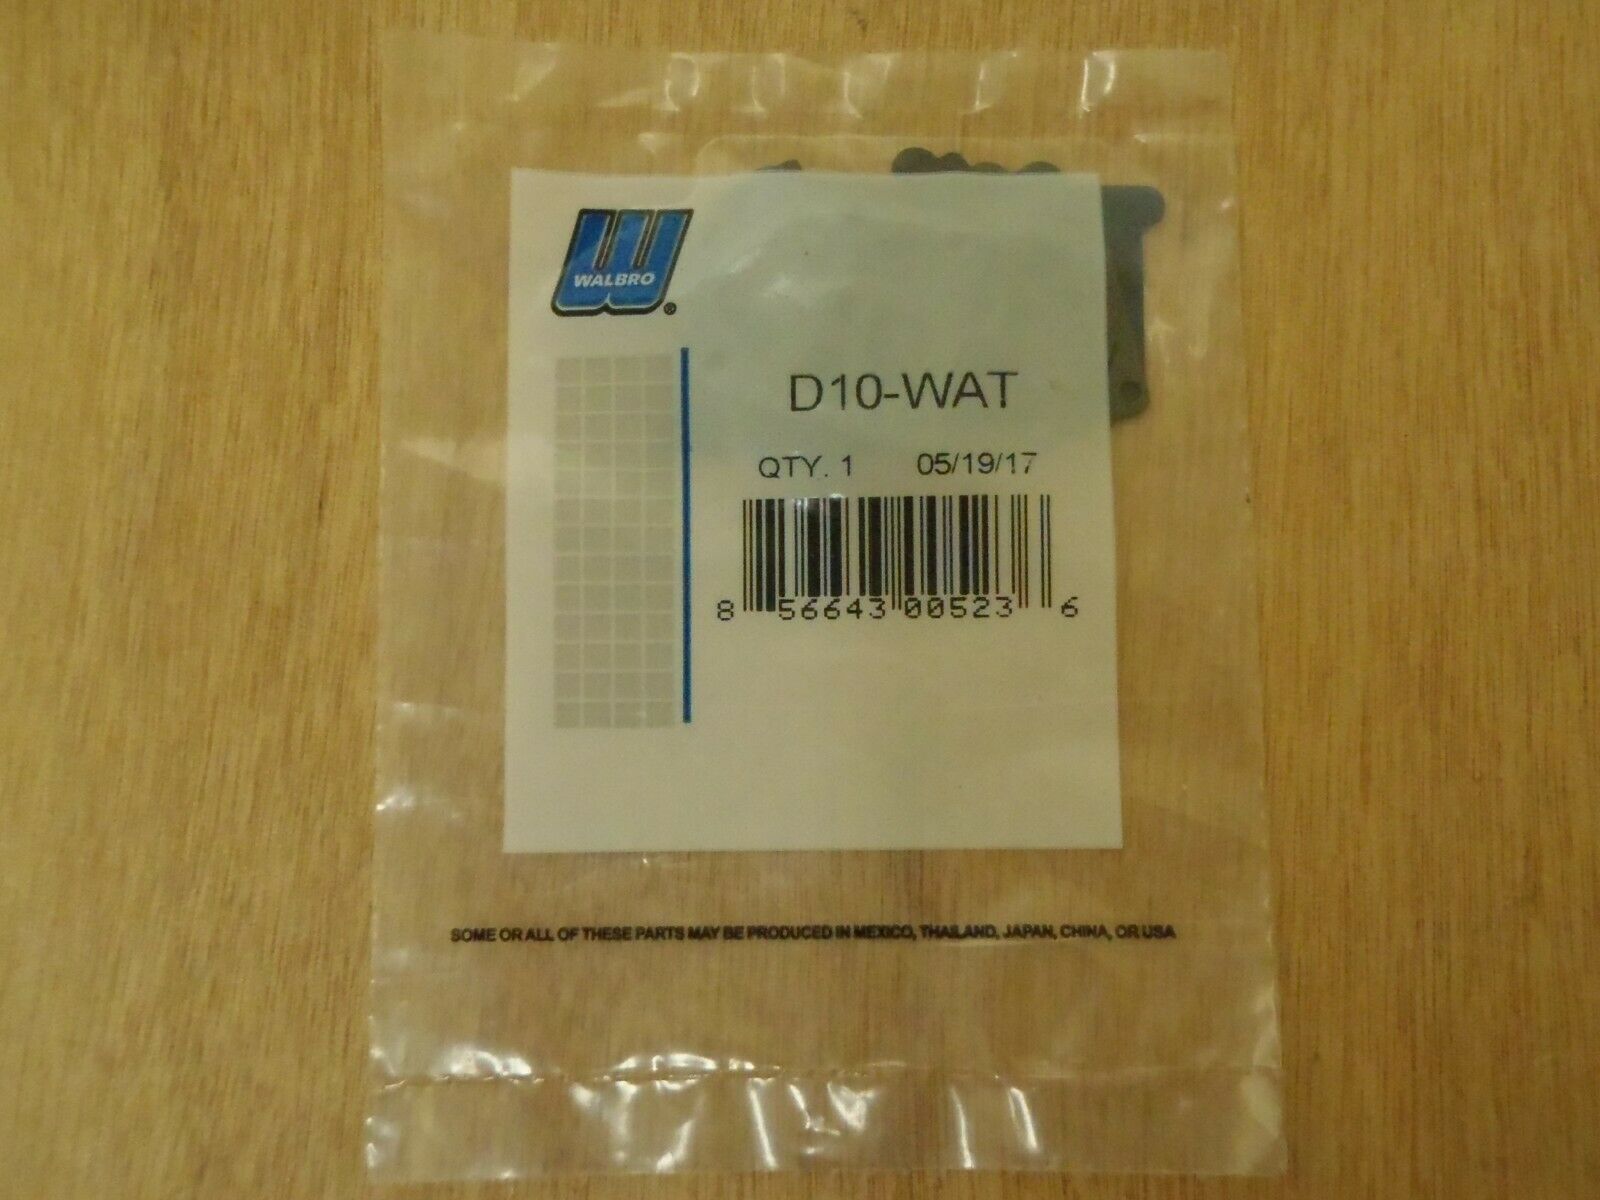 WALBRO
®
D10-WAT
QTY. 1 05/19/17
8 56643 00523 6
SOME OR ALL OF THESE PARTS MAY BE PRODUCED IN MEXICO, THAILAND, JAPAN, CHINA, OR USA